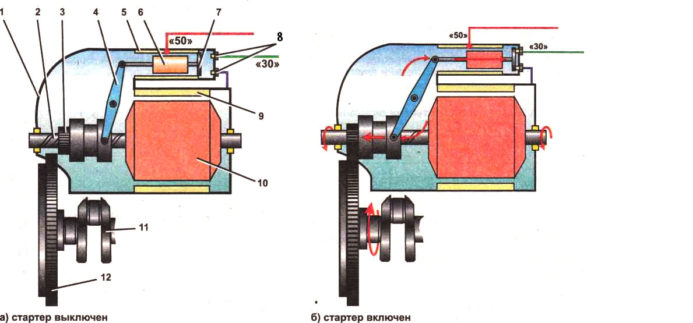 1 2 3 4 5 6 7 8
«50»
«30»
9
10
11
12
а) стартер выключен
«50»
«30»
б) стартер включен